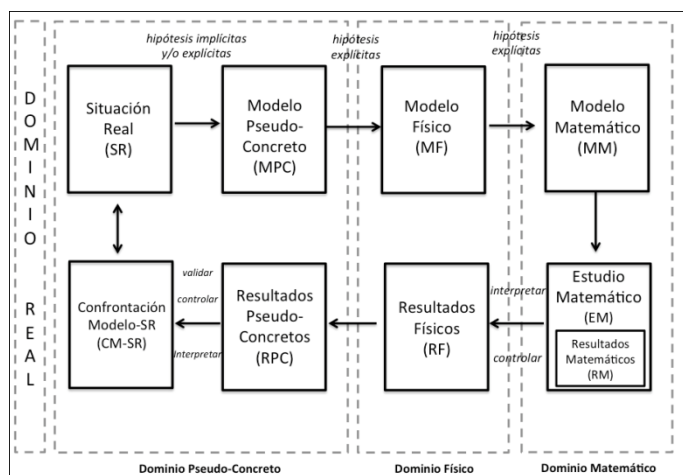 hipótesis implícitas
y/o explícitas
hipótesis
explícitas
hipótesis
explícitas
DOMINIO REAL
Situación
Real
(SR)
Modelo
Pseudo-
Concreto
(MPC)
Modelo
Físico
(MF)
Modelo
Matemático
(MM)
Confrontación
Modelo-SR
(CM-SR)
validar
controlar
Interpretar
Resultados
Pseudo-
Concretos
(RPC)
Resultados
Físicos
(RF)
interpretar
controlar
Estudio
Matemático
(EM)
Resultados
Matemáticos
(RM)
Dominio Pseudo-Concreto
Dominio Físico
Dominio Matemático